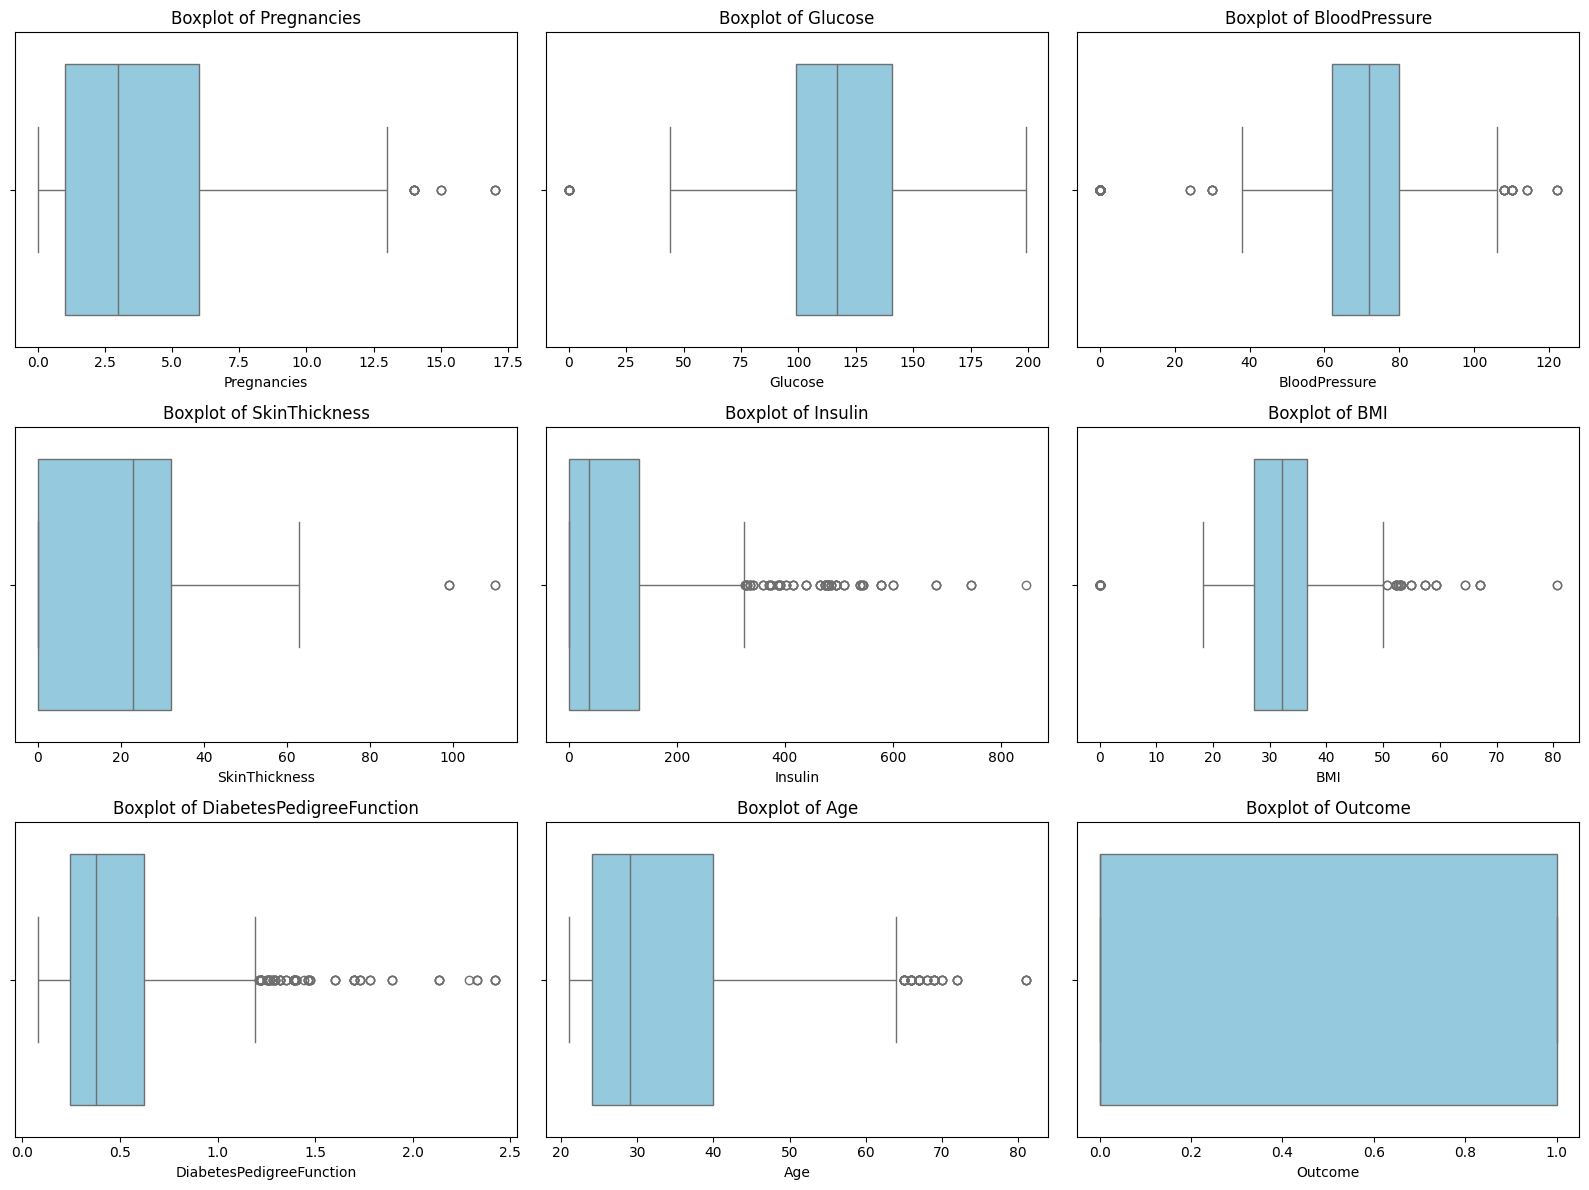 Boxplot of Pregnancies
0.0 2.5 5.0 7.5 10.0 12.5 15.0 17.5
Pregnancies
Boxplot of Glucose
0 25 50 75 100 125 150 175 200
Glucose
Boxplot of BloodPressure
0 20 40 60 80 100 120
BloodPressure
Boxplot of SkinThickness
0 20 40 60 80 100
SkinThickness
Boxplot of Insulin
0 200 400 600 800
Insulin
Boxplot of BMI
0 10 20 30 40 50 60 70 80
BMI
Boxplot of DiabetesPedigreeFunction
0.0 0.5 1.0 1.5 2.0 2.5
DiabetesPedigreeFunction
Boxplot of Age
20 30 40 50 60 70 80
Age
Boxplot of Outcome
0.0 0.2 0.4 0.6 0.8 1.0
Outcome